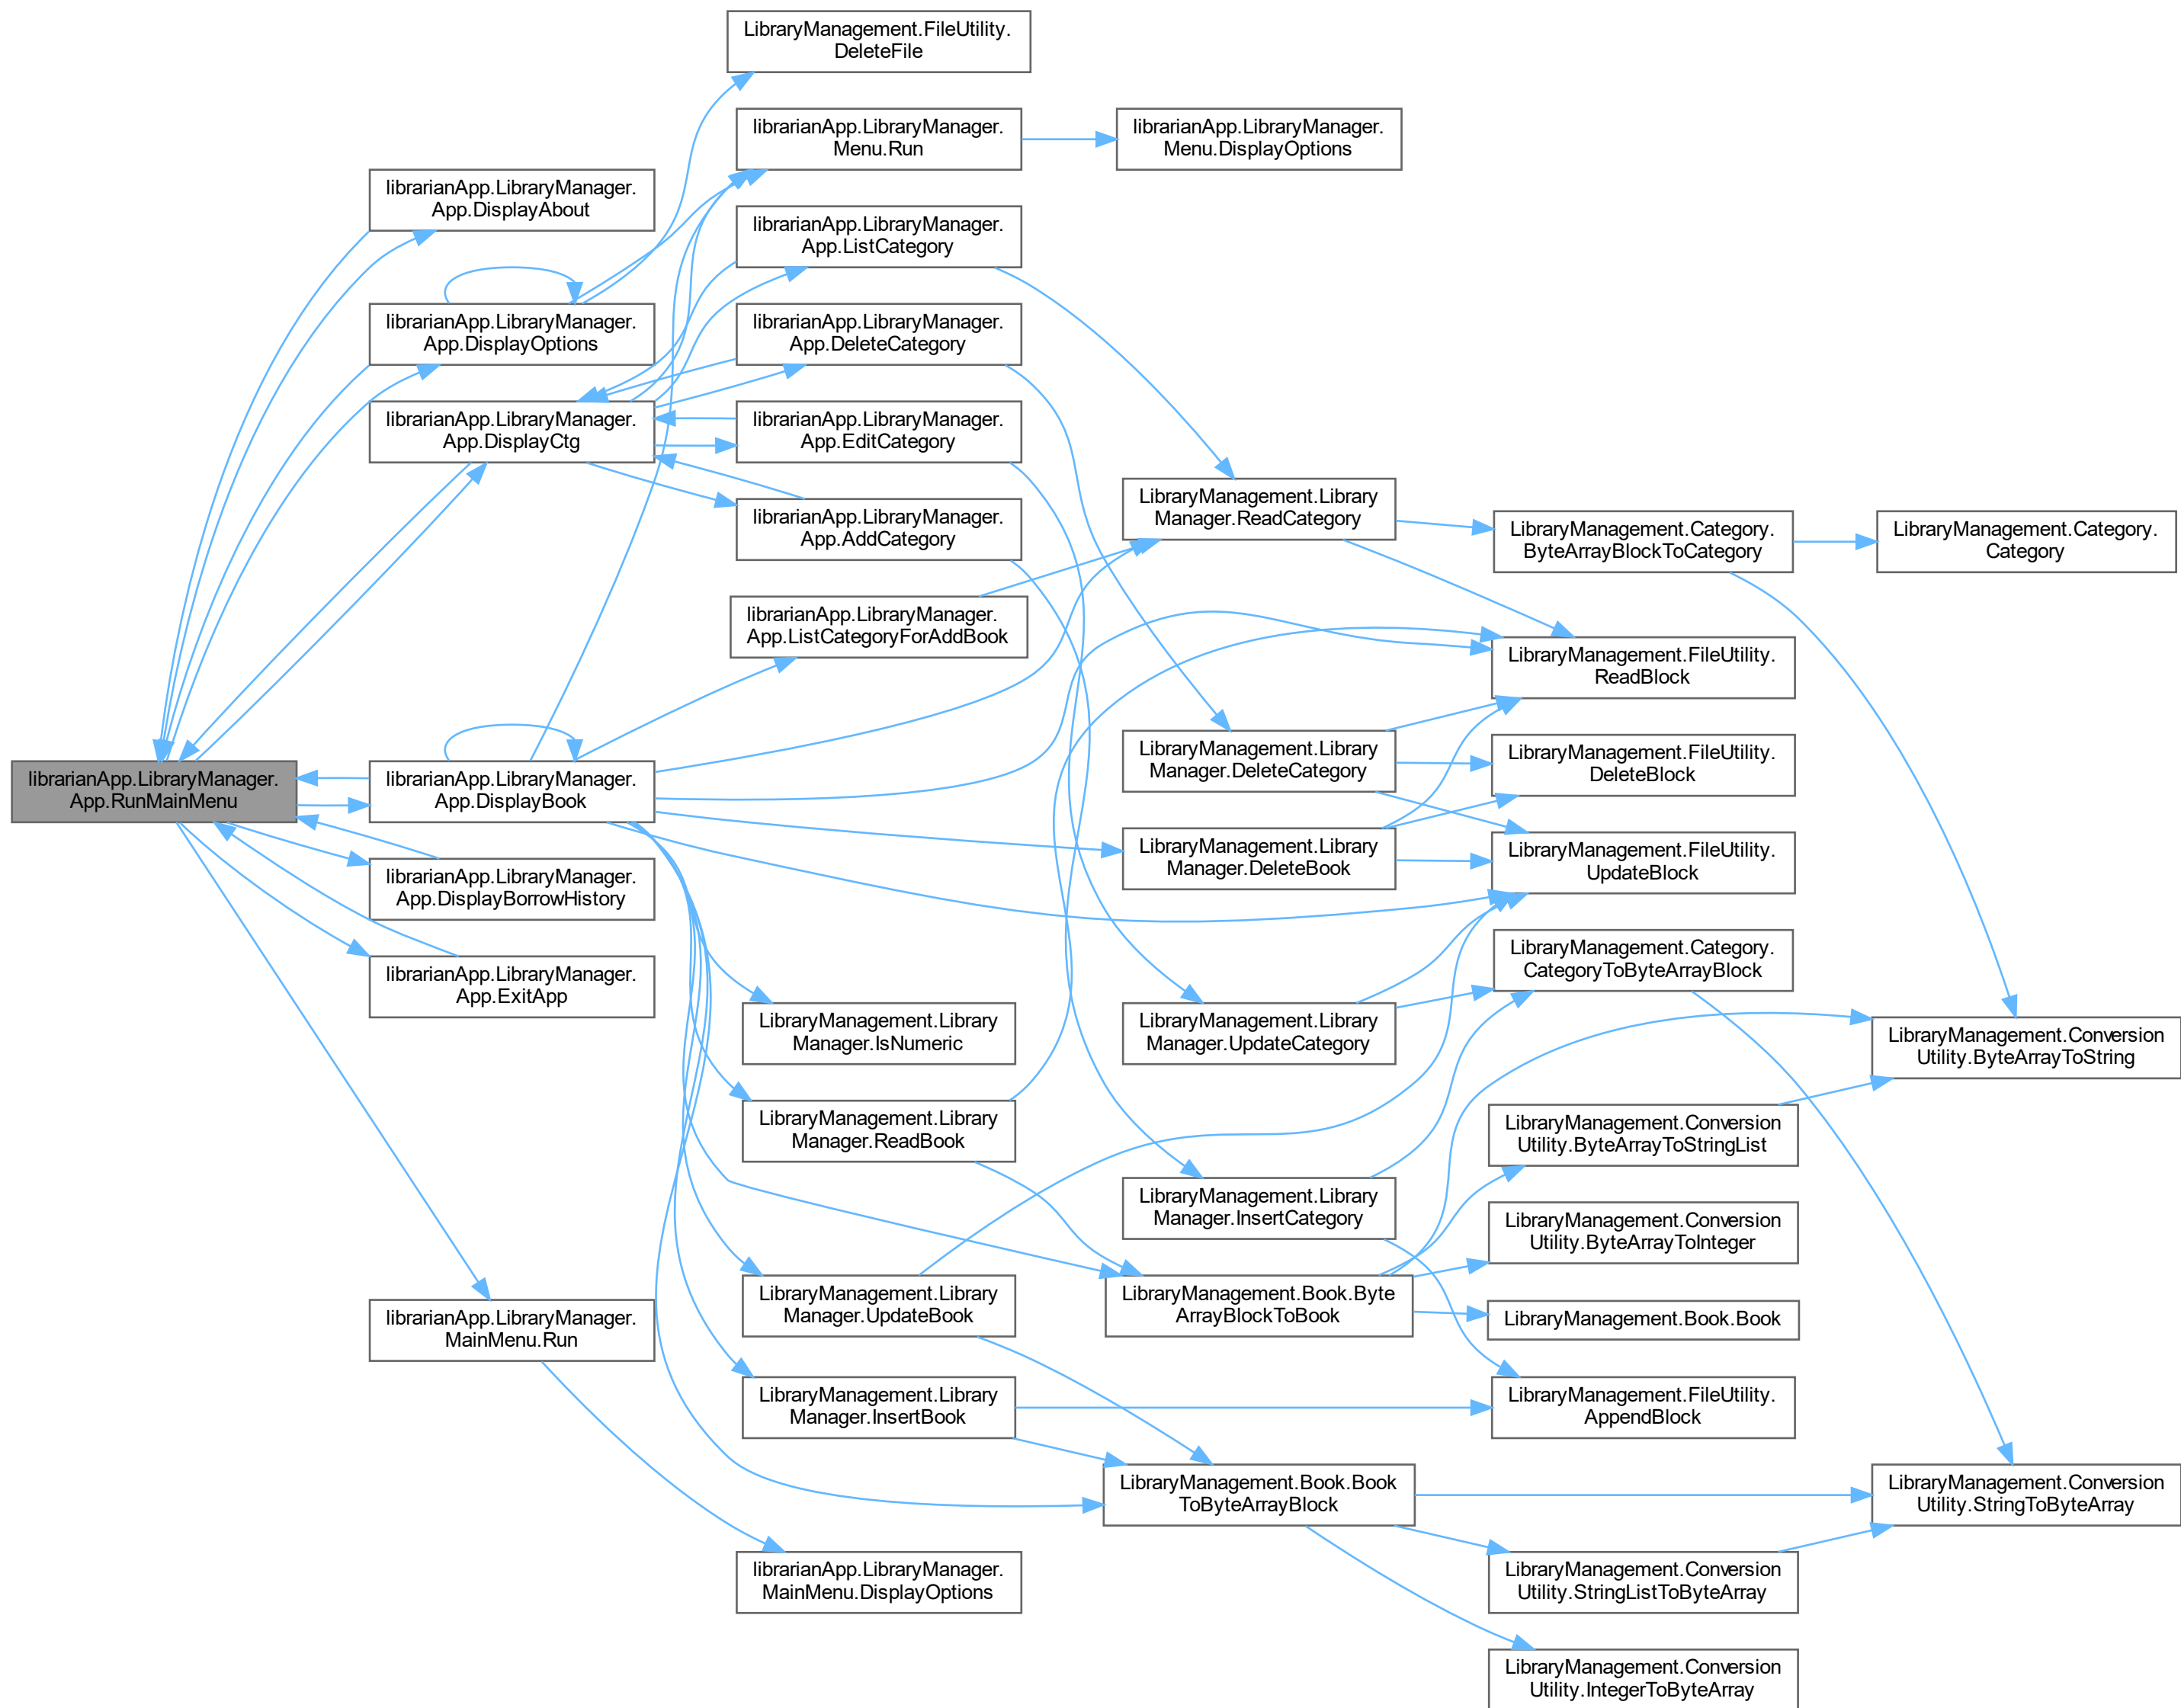 LibraryManagement.FileUtility.
DeleteFile
librarianApp.LibraryManager.
Menu.Run
librarianApp.LibraryManager.
Menu.DisplayOptions
librarianApp.LibraryManager.
App.DisplayAbout
librarianApp.LibraryManager.
App.ListCategory
librarianApp.LibraryManager.
App.DisplayOptions
librarianApp.LibraryManager.
App.DeleteCategory
librarianApp.LibraryManager.
App.DisplayCtg
librarianApp.LibraryManager.
App.EditCategory
librarianApp.LibraryManager.
App.AddCategory
LibraryManagement.Library
Manager.ReadCategory
LibraryManagement.Category.
ByteArrayBlockToCategory
LibraryManagement.Category.
Category
librarianApp.LibraryManager.
App.ListCategoryForAddBook
LibraryManagement.FileUtility.
ReadBlock
librarianApp.LibraryManager.
App.RunMainMenu
librarianApp.LibraryManager.
App.DisplayBook
LibraryManagement.Library
Manager.DeleteCategory
LibraryManagement.FileUtility.
DeleteBlock
librarianApp.LibraryManager.
App.DisplayBorrowHistory
LibraryManagement.Library
Manager.DeleteBook
LibraryManagement.FileUtility.
UpdateBlock
librarianApp.LibraryManager.
App.ExitApp
LibraryManagement.Category.
CategoryToByteArrayBlock
LibraryManagement.Library
Manager.IsNumeric
LibraryManagement.Library
Manager.UpdateCategory
LibraryManagement.Conversion
Utility.ByteArrayToString
LibraryManagement.Library
Manager.ReadBook
LibraryManagement.Conversion
Utility.ByteArrayToStringList
LibraryManagement.Library
Manager.InsertCategory
LibraryManagement.Conversion
Utility.ByteArrayToInteger
LibraryManagement.Library
Manager.UpdateBook
LibraryManagement.Book.Byte
ArrayBlockToBook
LibraryManagement.Book.Book
librarianApp.LibraryManager.
MainMenu.Run
LibraryManagement.Library
Manager.InsertBook
LibraryManagement.FileUtility.
AppendBlock
LibraryManagement.Book.Book
ToByteArrayBlock
LibraryManagement.Conversion
Utility.StringToByteArray
librarianApp.LibraryManager.
MainMenu.DisplayOptions
LibraryManagement.Conversion
Utility.StringListToByteArray
LibraryManagement.Conversion
Utility.IntegerToByteArray